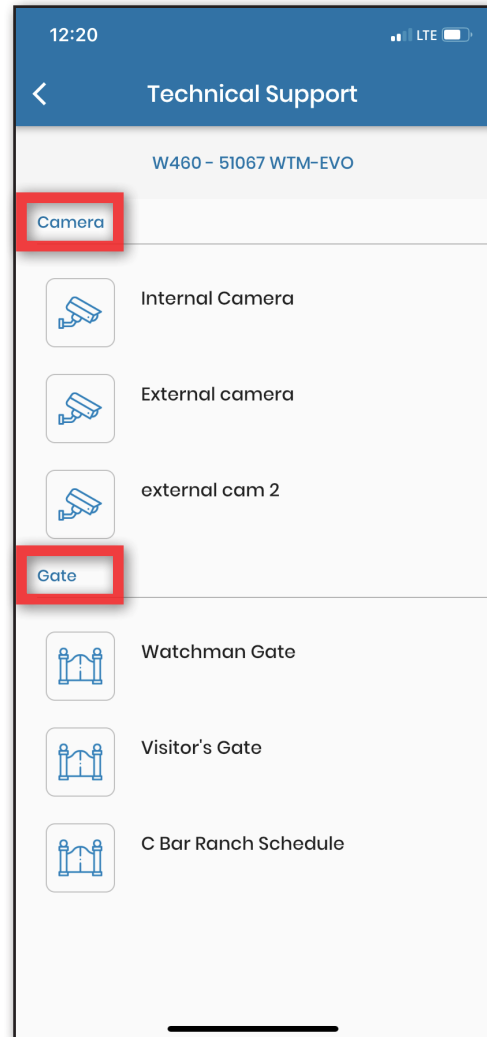 12:20
LTE
Technical Support
W460 - 51067 WTM-EVO
Camera
Internal Camera
External camera
external cam 2
Gate
Watchman Gate
Visitor's Gate
C Bar Ranch Schedule